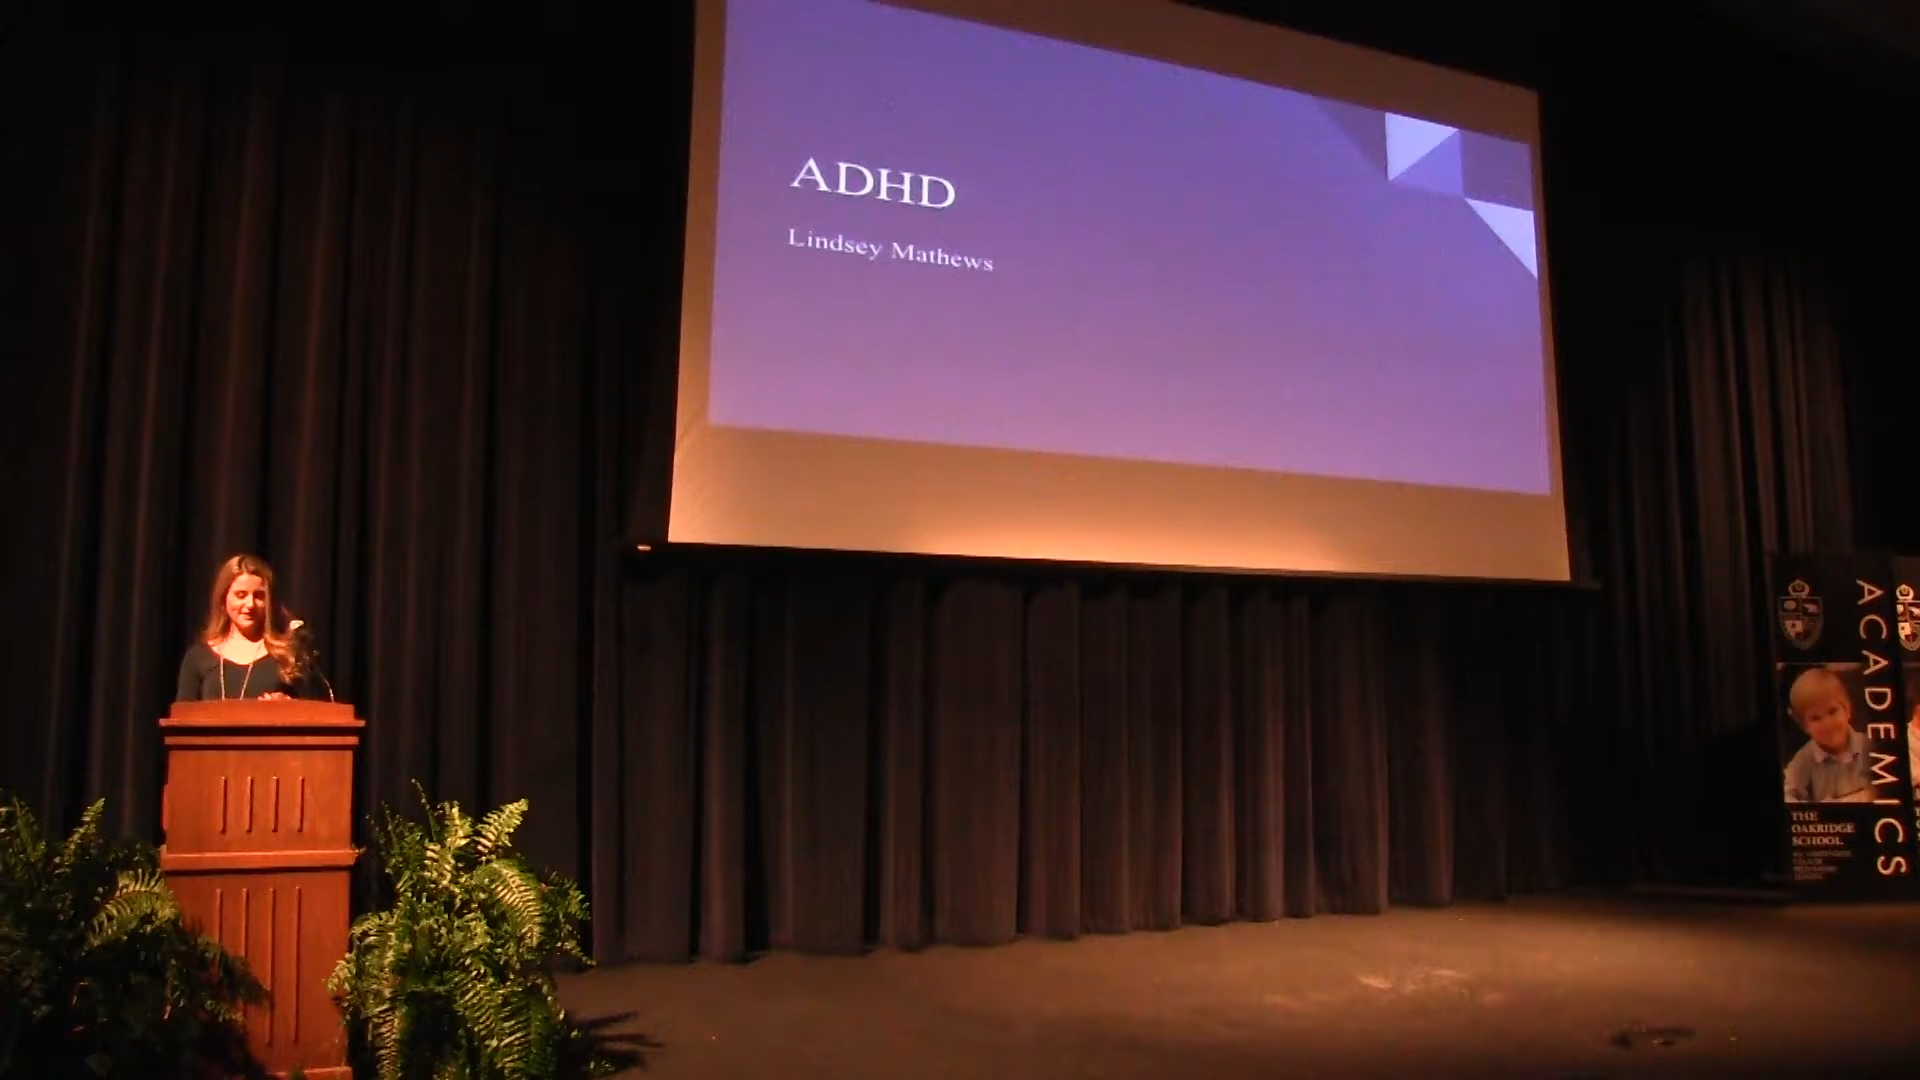 ADHD
Lindsey Mathews
ACADEMICS
THE
OAKRIDGE
SCHOOL